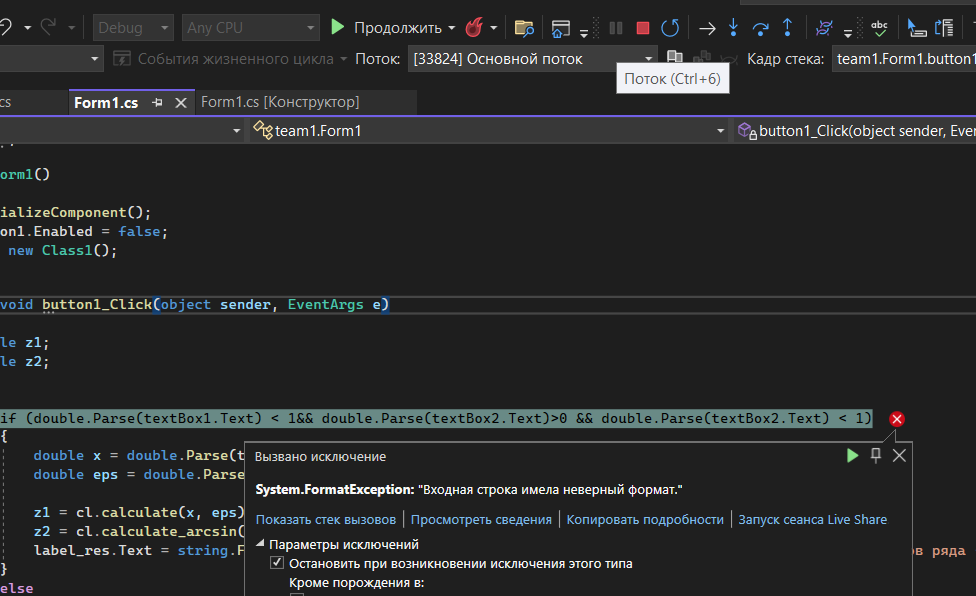 Debug Any CPU Продолжить
События жизненного цикла Поток: [33824] Основной поток Кадр стека: team1.Form1.button1
Поток (Ctrl+6)
cs Form1.cs Form1.cs [Конструктор]
team1.Form1 button1_Click(object sender, Even
orm1()
ializeComponent();
on1.Enabled = false;
new Class1();
void button1_Click(object sender, EventArgs e)
le z1;
le z2;
if (double.Parse(textBox1.Text) < 1&& double.Parse(textBox2.Text)>0 && double.Parse(textBox2.Text) < 1)
{
double x = double.Parse(t
double eps = double.Parse
z1 = cl.calculate(x, eps)
z2 = cl.calculate_arcsin(
label_res.Text = string.F в ряда
}
else
Вызвано исключение
System.FormatException: "Входная строка имела неверный формат."
Показать стек вызовов | Просмотреть сведения | Копировать подробности | Запуск сеанса Live Share
Параметры исключений
Остановить при возникновении исключения этого типа
Кроме порождения в: